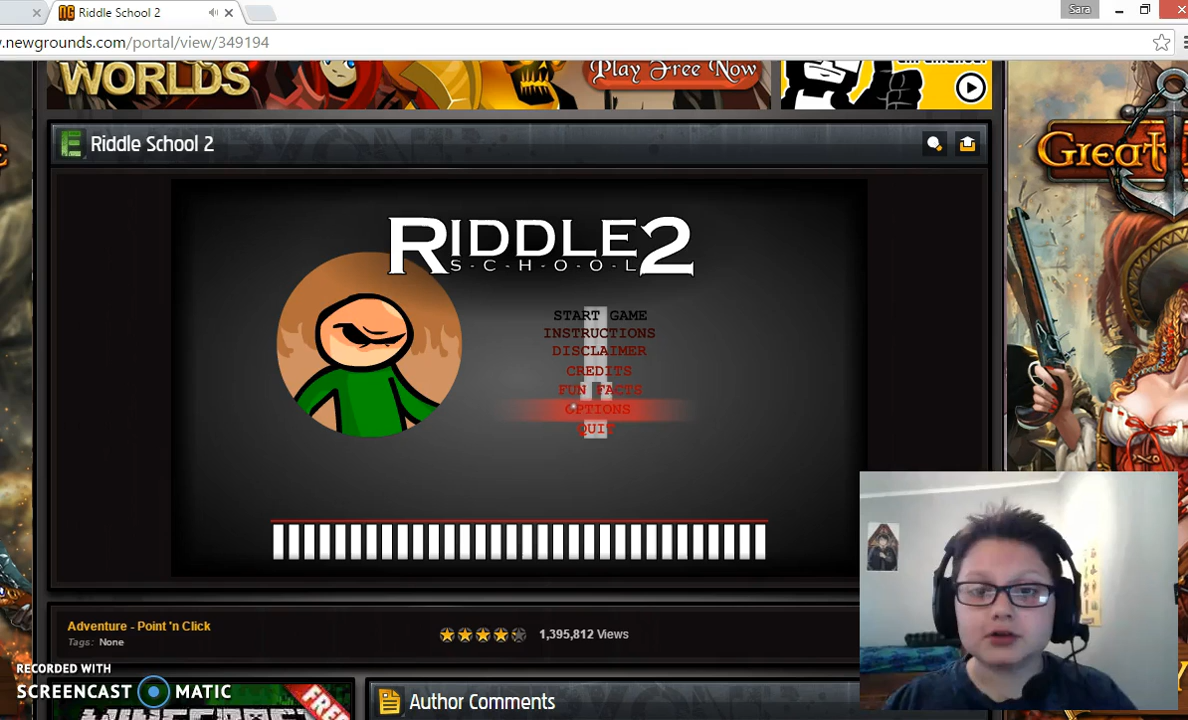 Riddle School 2
Sara
.newgrounds.com/portal/view/349194
WORLDS
Play Free Now
E Riddle School 2
Great
RIDDLE 2
S-C-H-O-O-L
START GAME
INSTRUCTIONS
DISCLAIMER
CREDITS
FUN FACTS
OPTIONS
QUIT
Adventure - Point 'n Click
1,395,812 Views
Tags: None
RECORDED WITH
SCREENCAST MATIC
FREE
Author Comments